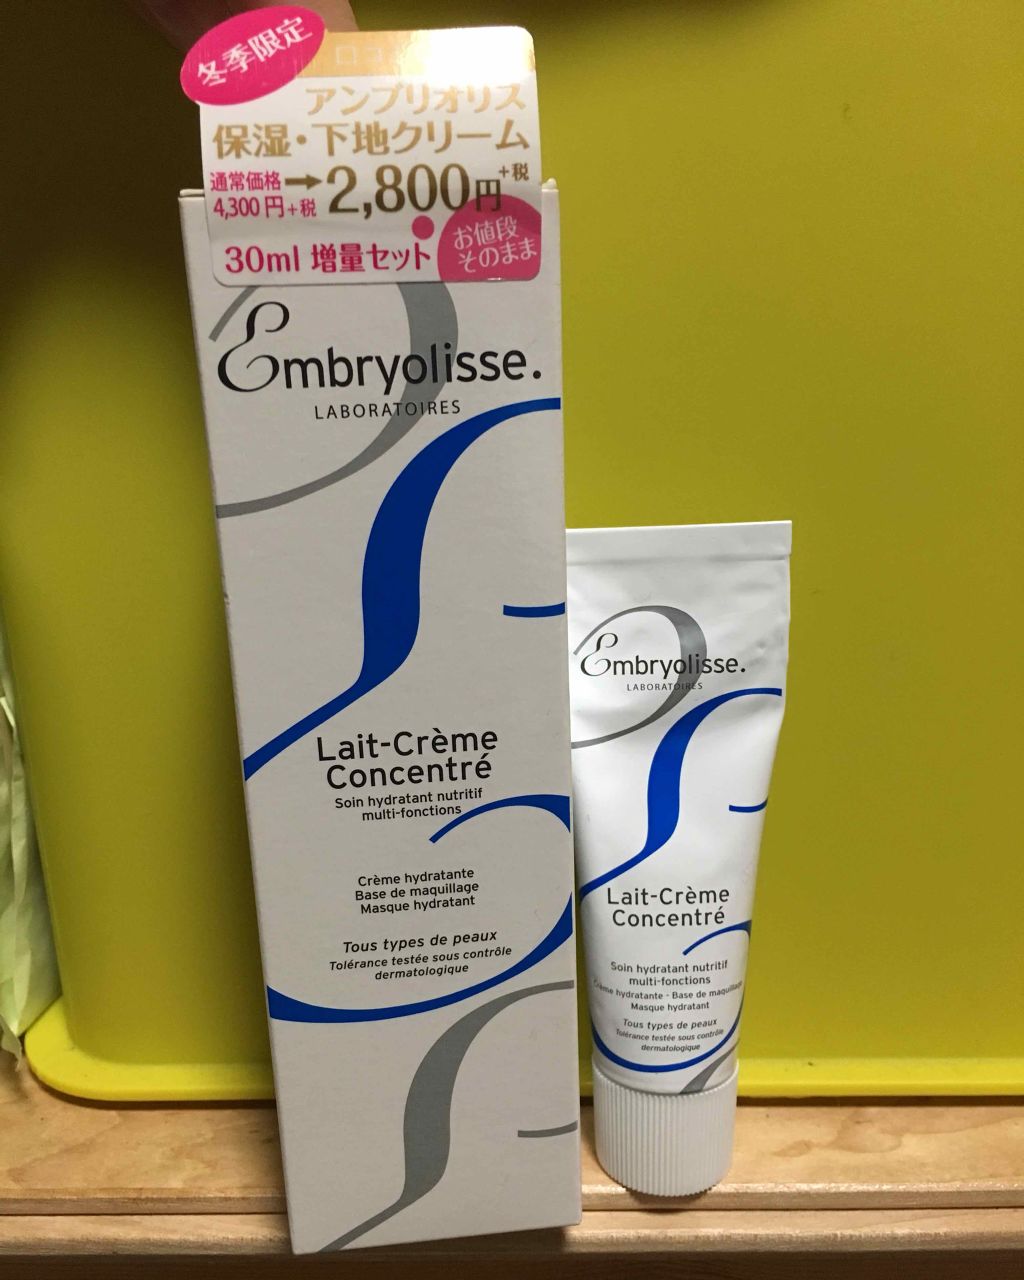 冬季限定
口コ
アンブリオリス
保湿・下地クリーム
通常価格
4,300円+税
→2,800円+税
30ml 増量セット
お値段
そのまま
Embryolisse.
LABORATOIRES
Lait-Crème
Concentré
Soin hydratant nutritif
multi-fonctions
Crème hydratante
Base de maquillage
Masque hydratant
Tous types de peaux
Tolérance testée sous contrôle
dermatologique
Embryolisse.
LABORATOIRES
Lait-Crème
Concentré
Soin hydratant nutritif
multi-fonctions
Crème hydratante - Base de maquillage
Masque hydratant
Tous types de peaux
Tolérance testée sous contrôle
dermatologique